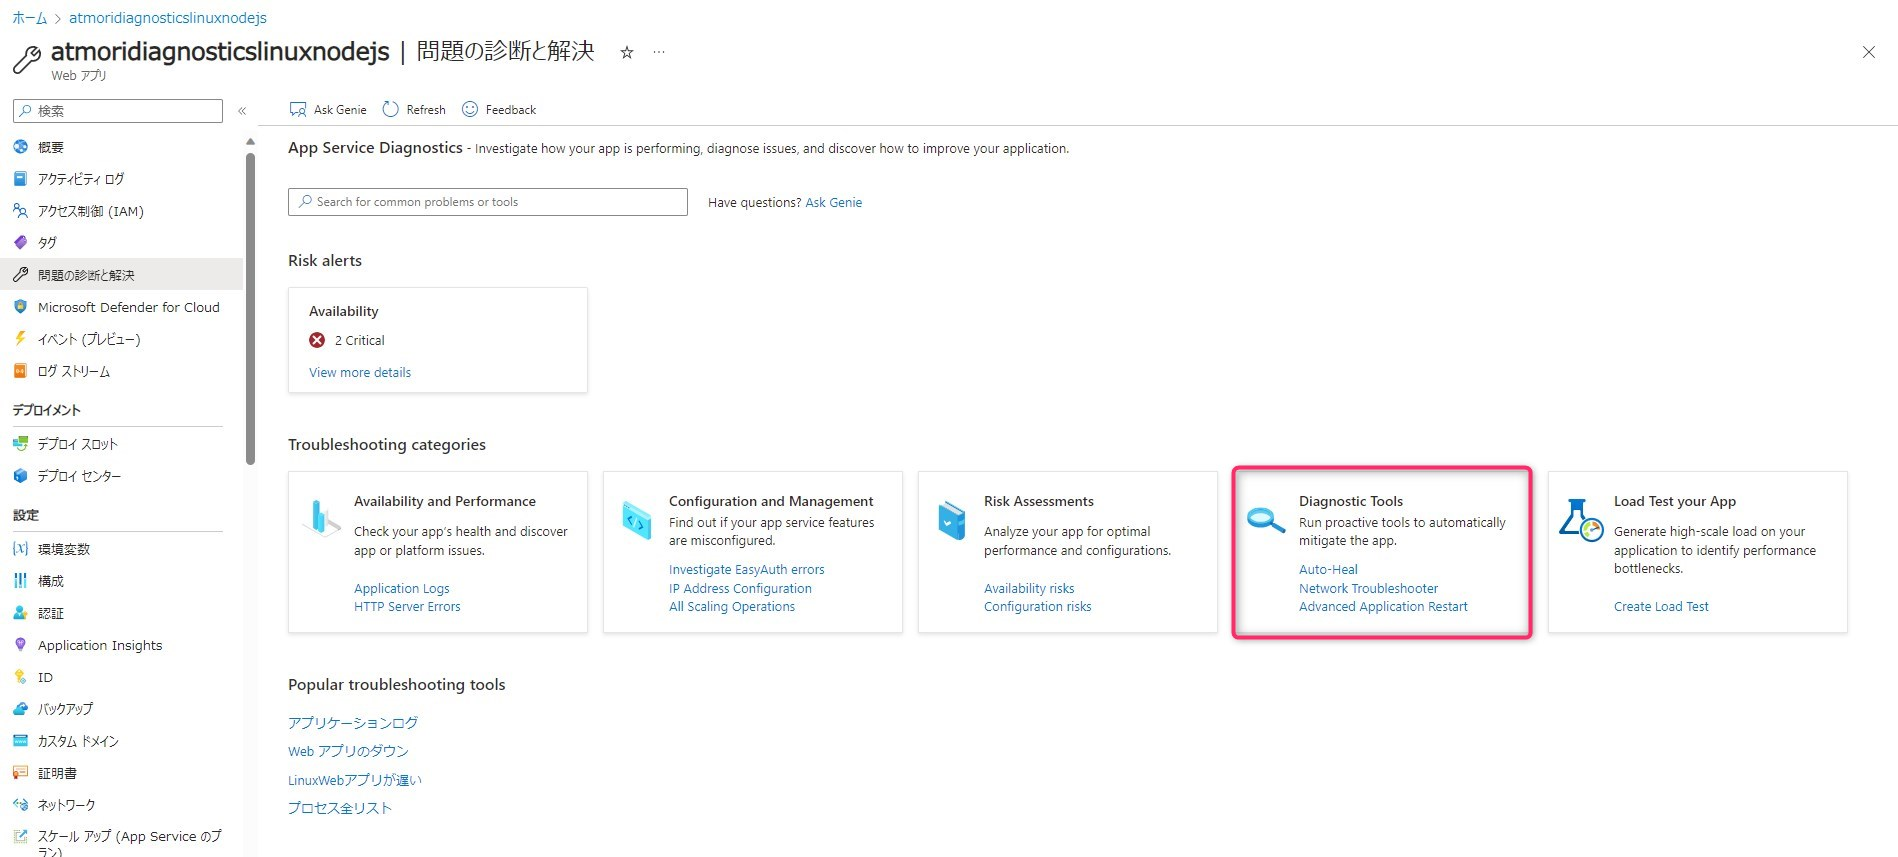 ホーム > atmoridiagnosticslinuxnodejs
atmoridiagnosticslinuxnodejs | 問題の診断と解決 ☆ …
Web アプリ
検索 «
概要
アクティビティ ログ
アクセス制御 (IAM)
タグ
問題の診断と解決
Microsoft Defender for Cloud
イベント (プレビュー)
ログ ストリーム
デプロイメント
デプロイ スロット
デプロイ センター
設定
環境変数
構成
認証
Application Insights
ID
バックアップ
カスタム ドメイン
証明書
ネットワーク
スケール アップ (App Service のプ
ラン)
Ask Genie Refresh Feedback
App Service Diagnostics - Investigate how your app is performing, diagnose issues, and discover how to improve your application.
Search for common problems or tools Have questions? Ask Genie
Risk alerts
Availability
2 Critical
View more details
Troubleshooting categories
Availability and Performance
Check your app's health and discover
app or platform issues.
Application Logs
HTTP Server Errors
Configuration and Management
Find out if your app service features
are misconfigured.
Investigate EasyAuth errors
IP Address Configuration
All Scaling Operations
Risk Assessments
Analyze your app for optimal
performance and configurations.
Availability risks
Configuration risks
Diagnostic Tools
Run proactive tools to automatically
mitigate the app.
Auto-Heal
Network Troubleshooter
Advanced Application Restart
Load Test your App
Generate high-scale load on your
application to identify performance
bottlenecks.
Create Load Test
Popular troubleshooting tools
アプリケーションログ
Web アプリのダウン
LinuxWebアプリが遅い
プロセス全リスト